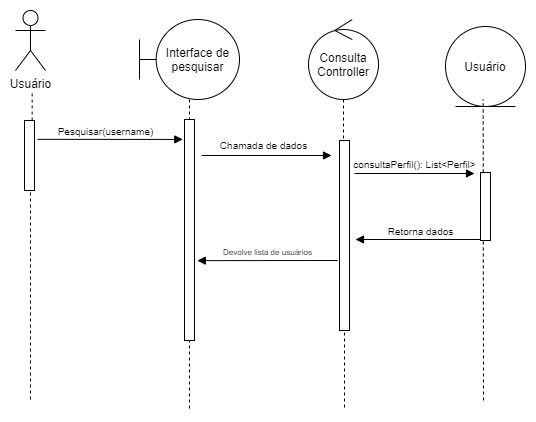 Interface de
pesquisar
Consulta
Controller
Usuário
Usuário
Pesquisar(username)
Chamada de dados
consultaPerfil(): List<Perfil>
Retorna dados
Devolve lista de usuários